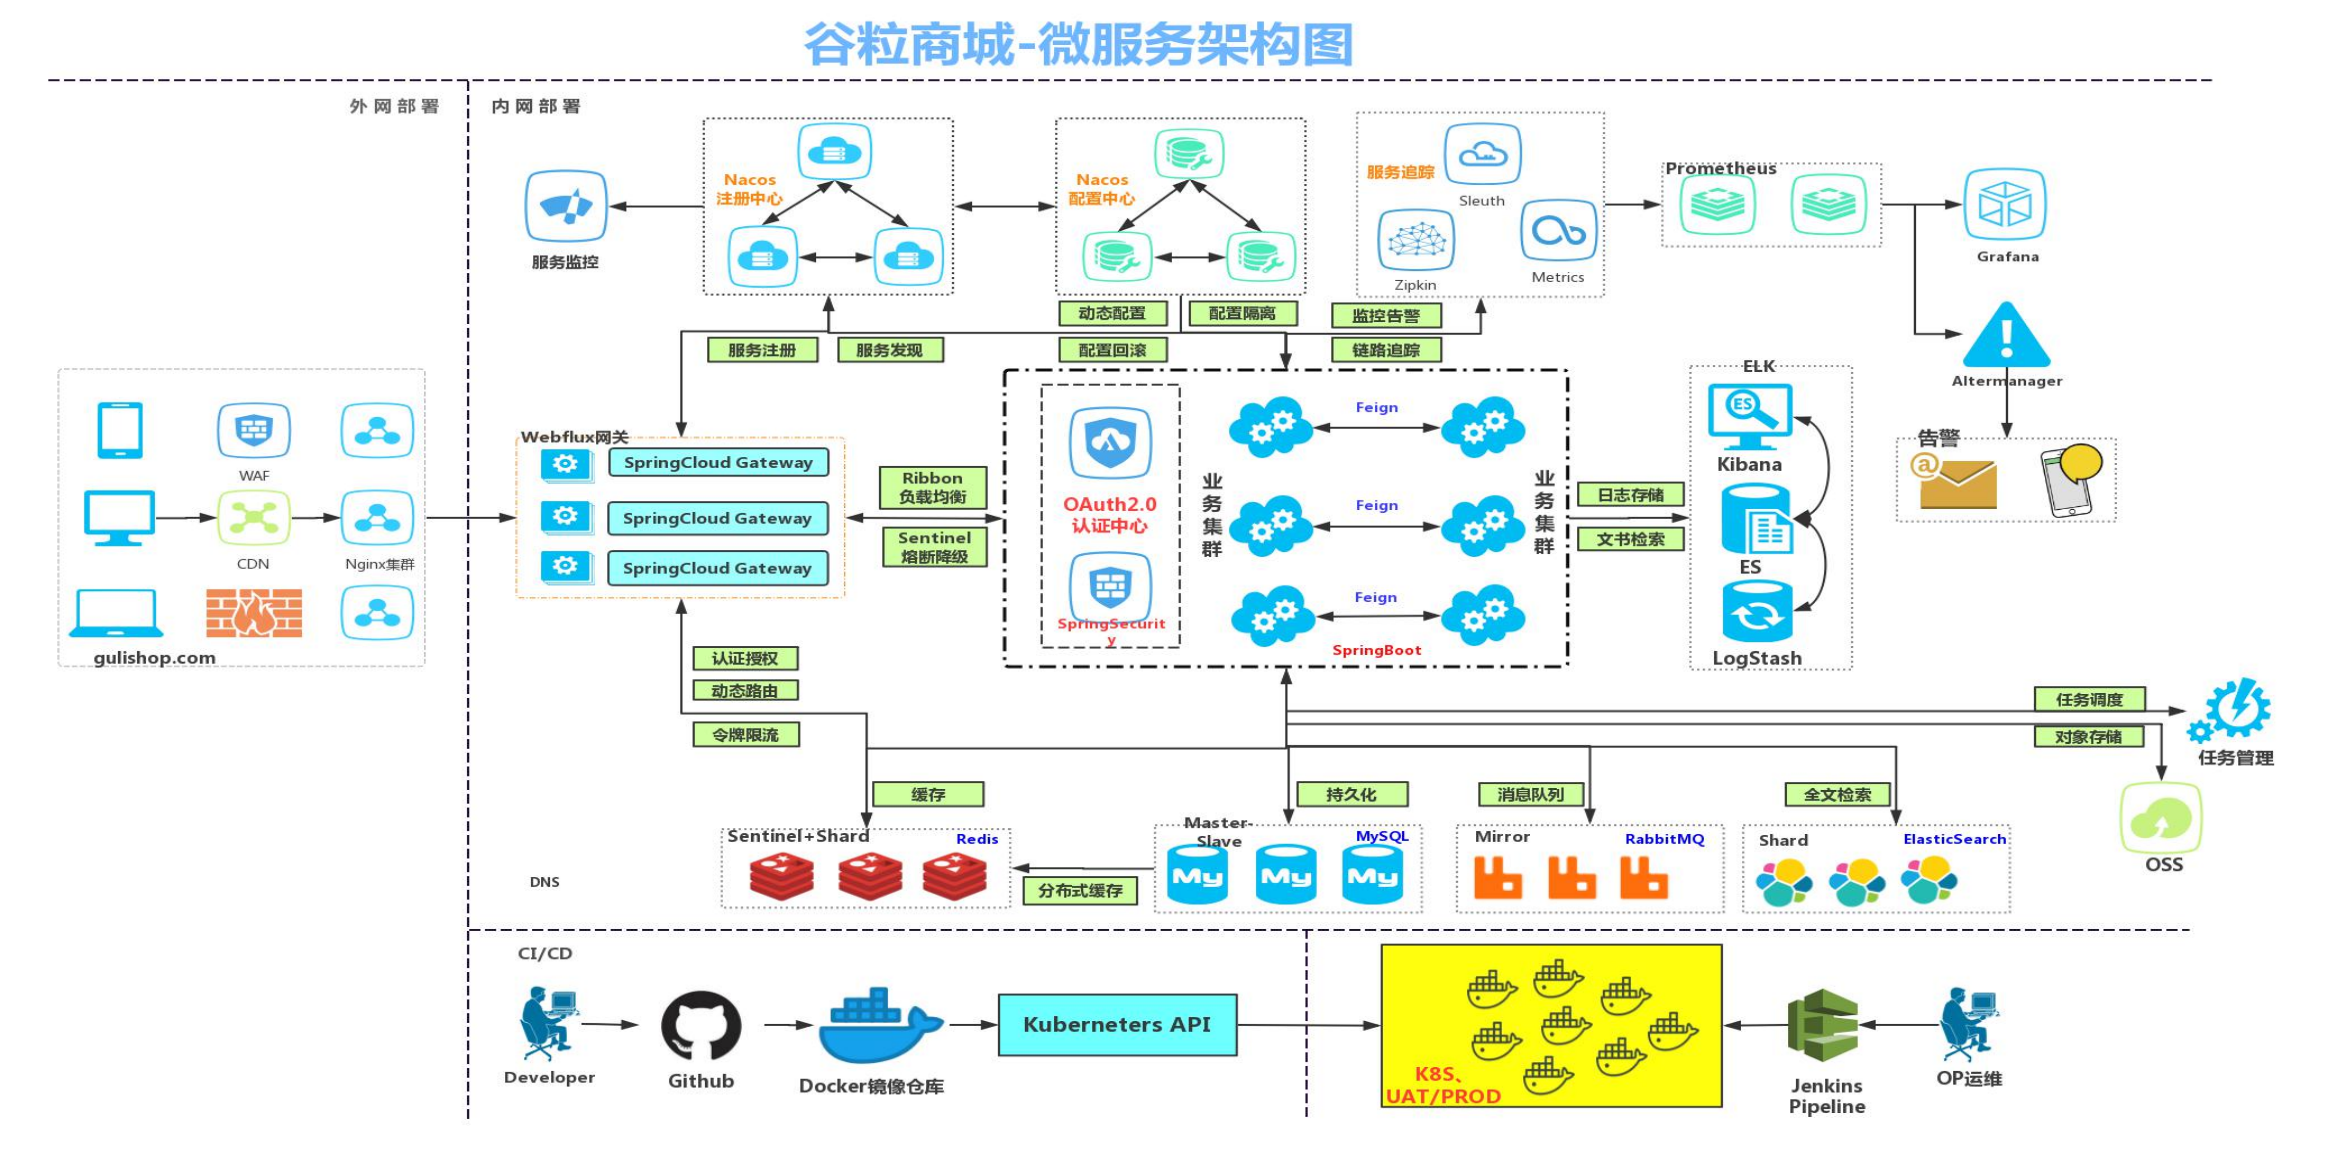 谷粒商城-微服务架构图
外网部署
内网部署
Nacos
注册中心
服务监控
Nacos
配置中心
服务追踪
Sleuth
Zipkin
Metrics
Prometheus
Grafana
动态配置
配置隔离
监控告警
服务注册
服务发现
配置回滚
链路追踪
Altermanager
告警
@
WAF
CDN
Nginx集群
gulishop.com
Webflux网关
SpringCloud Gateway
SpringCloud Gateway
SpringCloud Gateway
Ribbon
负载均衡
Sentinel
熔断降级
OAuth2.0
认证中心
SpringSecurit
y
业务集群
Feign
Feign
Feign
业务集群
SpringBoot
日志存储
文书检索
ELK
ES
Kibana
ES
LogStash
认证授权
动态路由
令牌限流
任务调度
对象存储
任务管理
OSS
缓存
持久化
消息队列
全文检索
Sentinel+Shard
Redis
Master-
Slave
MySQL
My
My
My
分布式缓存
Mirror
RabbitMQ
Shard
ElasticSearch
DNS
CI/CD
Developer
Github
Docker镜像仓库
Kuberneters API
K8S、
UAT/PROD
Jenkins
Pipeline
OP运维